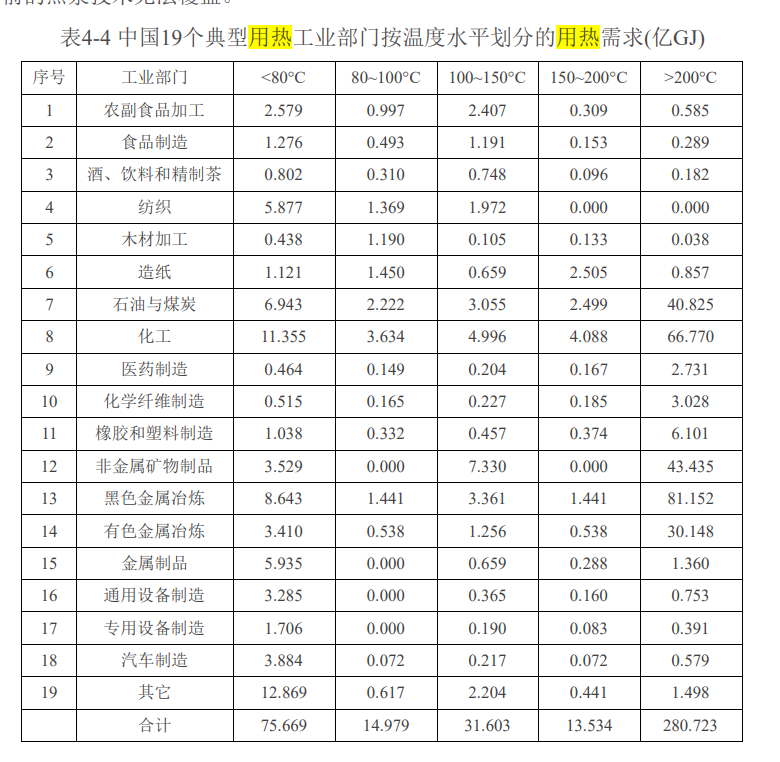 前的热泵技术无法覆盖。
表4-4 中国19个典型用热工业部门按温度水平划分的用热需求(亿GJ)
序号 工业部门 <80°C 80~100°C 100~150°C 150~200°C >200°C
1 农副食品加工 2.579 0.997 2.407 0.309 0.585
2 食品制造 1.276 0.493 1.191 0.153 0.289
3 酒、饮料和精制茶 0.802 0.310 0.748 0.096 0.182
4 纺织 5.877 1.369 1.972 0.000 0.000
5 木材加工 0.438 1.190 0.105 0.133 0.038
6 造纸 1.121 1.450 0.659 2.505 0.857
7 石油与煤炭 6.943 2.222 3.055 2.499 40.825
8 化工 11.355 3.634 4.996 4.088 66.770
9 医药制造 0.464 0.149 0.204 0.167 2.731
10 化学纤维制造 0.515 0.165 0.227 0.185 3.028
11 橡胶和塑料制造 1.038 0.332 0.457 0.374 6.101
12 非金属矿物制品 3.529 0.000 7.330 0.000 43.435
13 黑色金属冶炼 8.643 1.441 3.361 1.441 81.152
14 有色金属冶炼 3.410 0.538 1.256 0.538 30.148
15 金属制品 5.935 0.000 0.659 0.288 1.360
16 通用设备制造 3.285 0.000 0.365 0.160 0.753
17 专用设备制造 1.706 0.000 0.190 0.083 0.391
18 汽车制造 3.884 0.072 0.217 0.072 0.579
19 其它 12.869 0.617 2.204 0.441 1.498
合计 75.669 14.979 31.603 13.534 280.723